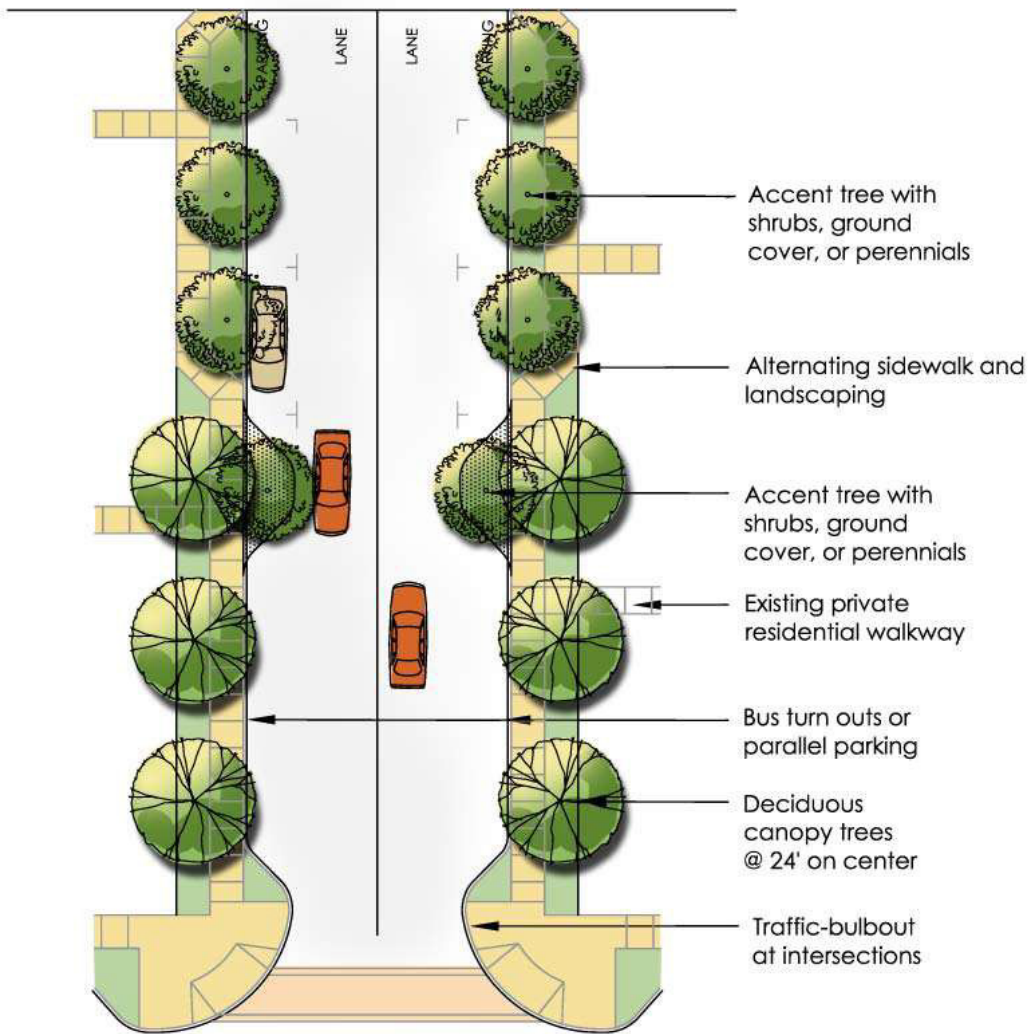 PARKING
LANE
LANE
PARKING
Accent tree with
shrubs, ground
cover, or perennials
Alternating sidewalk and
landscaping
Accent tree with
shrubs, ground
cover, or perennials
Existing private
residential walkway
Bus turn outs or
parallel parking
Deciduous
canopy trees
@ 24' on center
Traffic-bulbout
at intersections